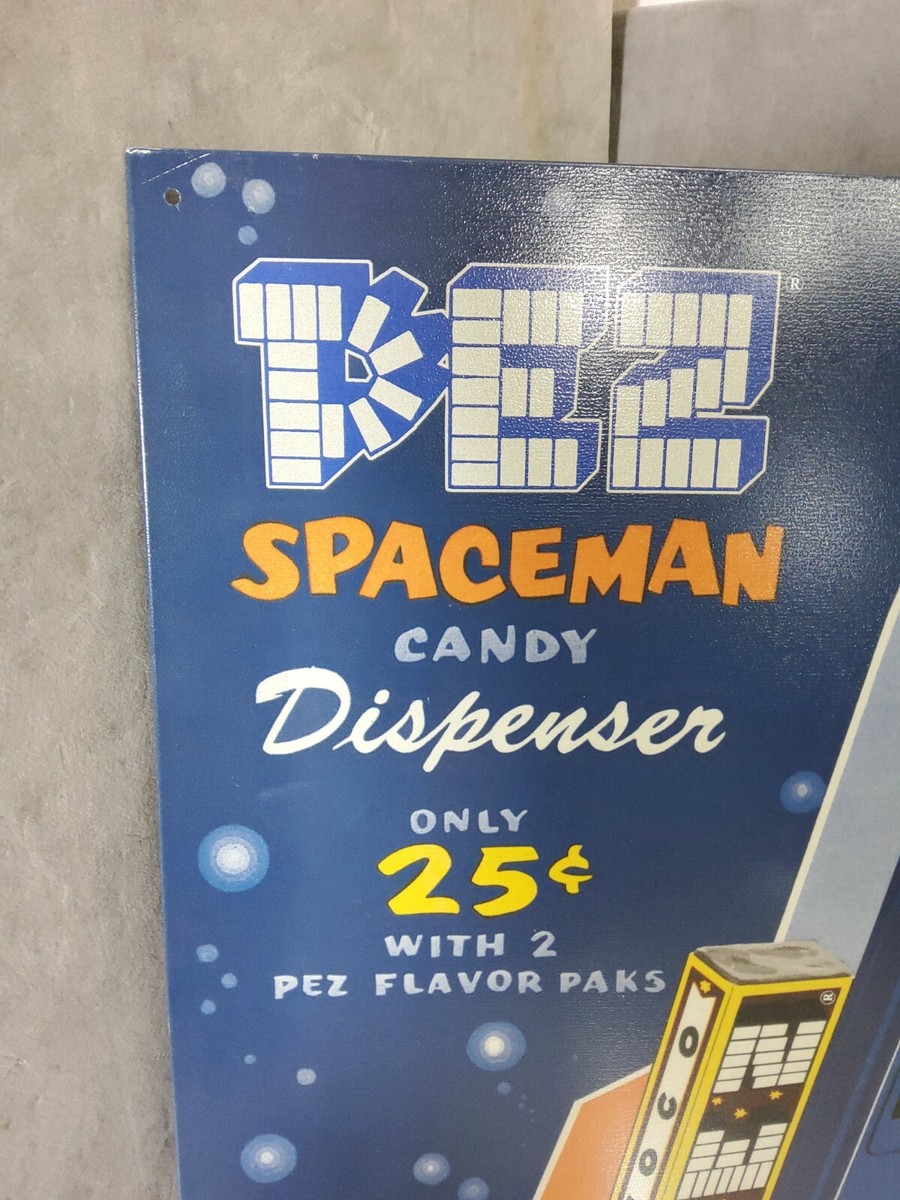 PEZ®
SPACEMAN
CANDY
Dispenser
ONLY
25¢
WITH 2
PEZ FLAVOR PAKS